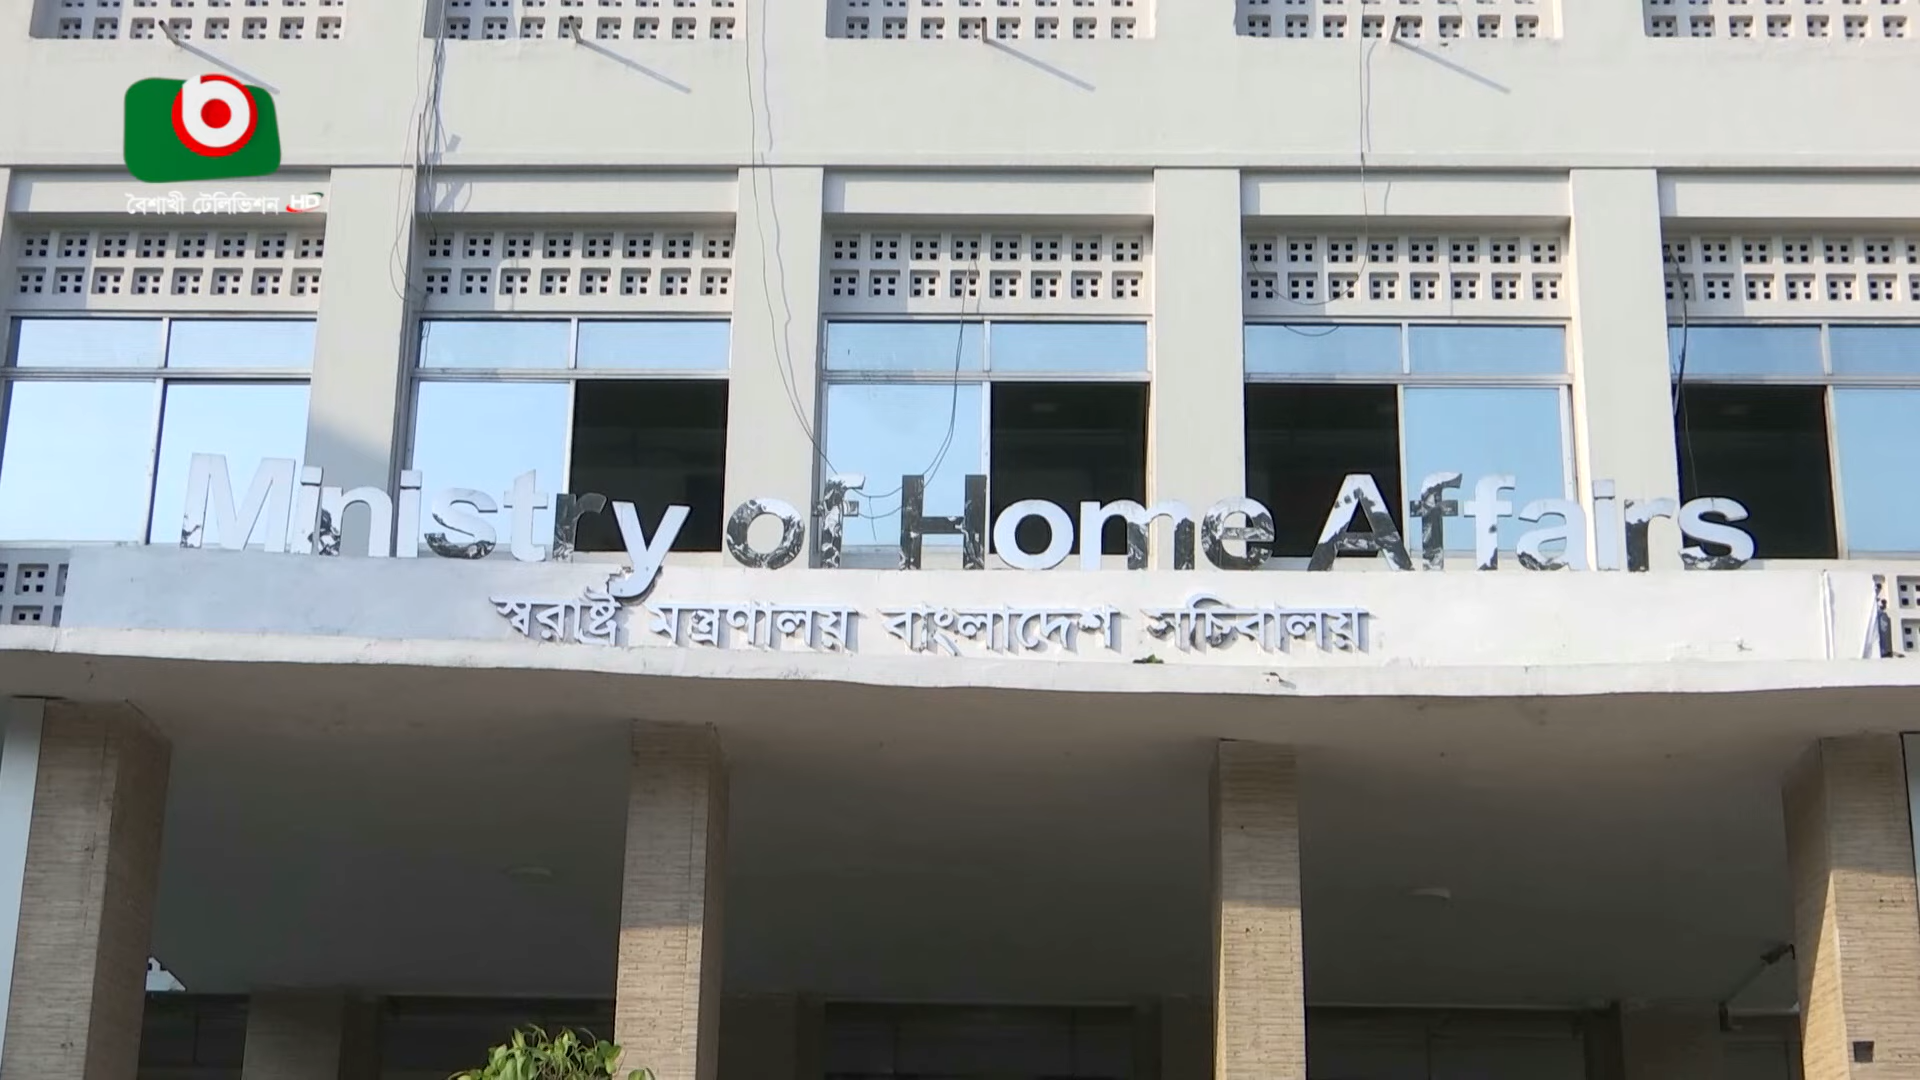 বৈশাখী টেলিভিশন HD
Ministry of Home Affairs
স্বরাষ্ট্র মন্ত্রণালয় বাংলাদেশ সচিবালয়